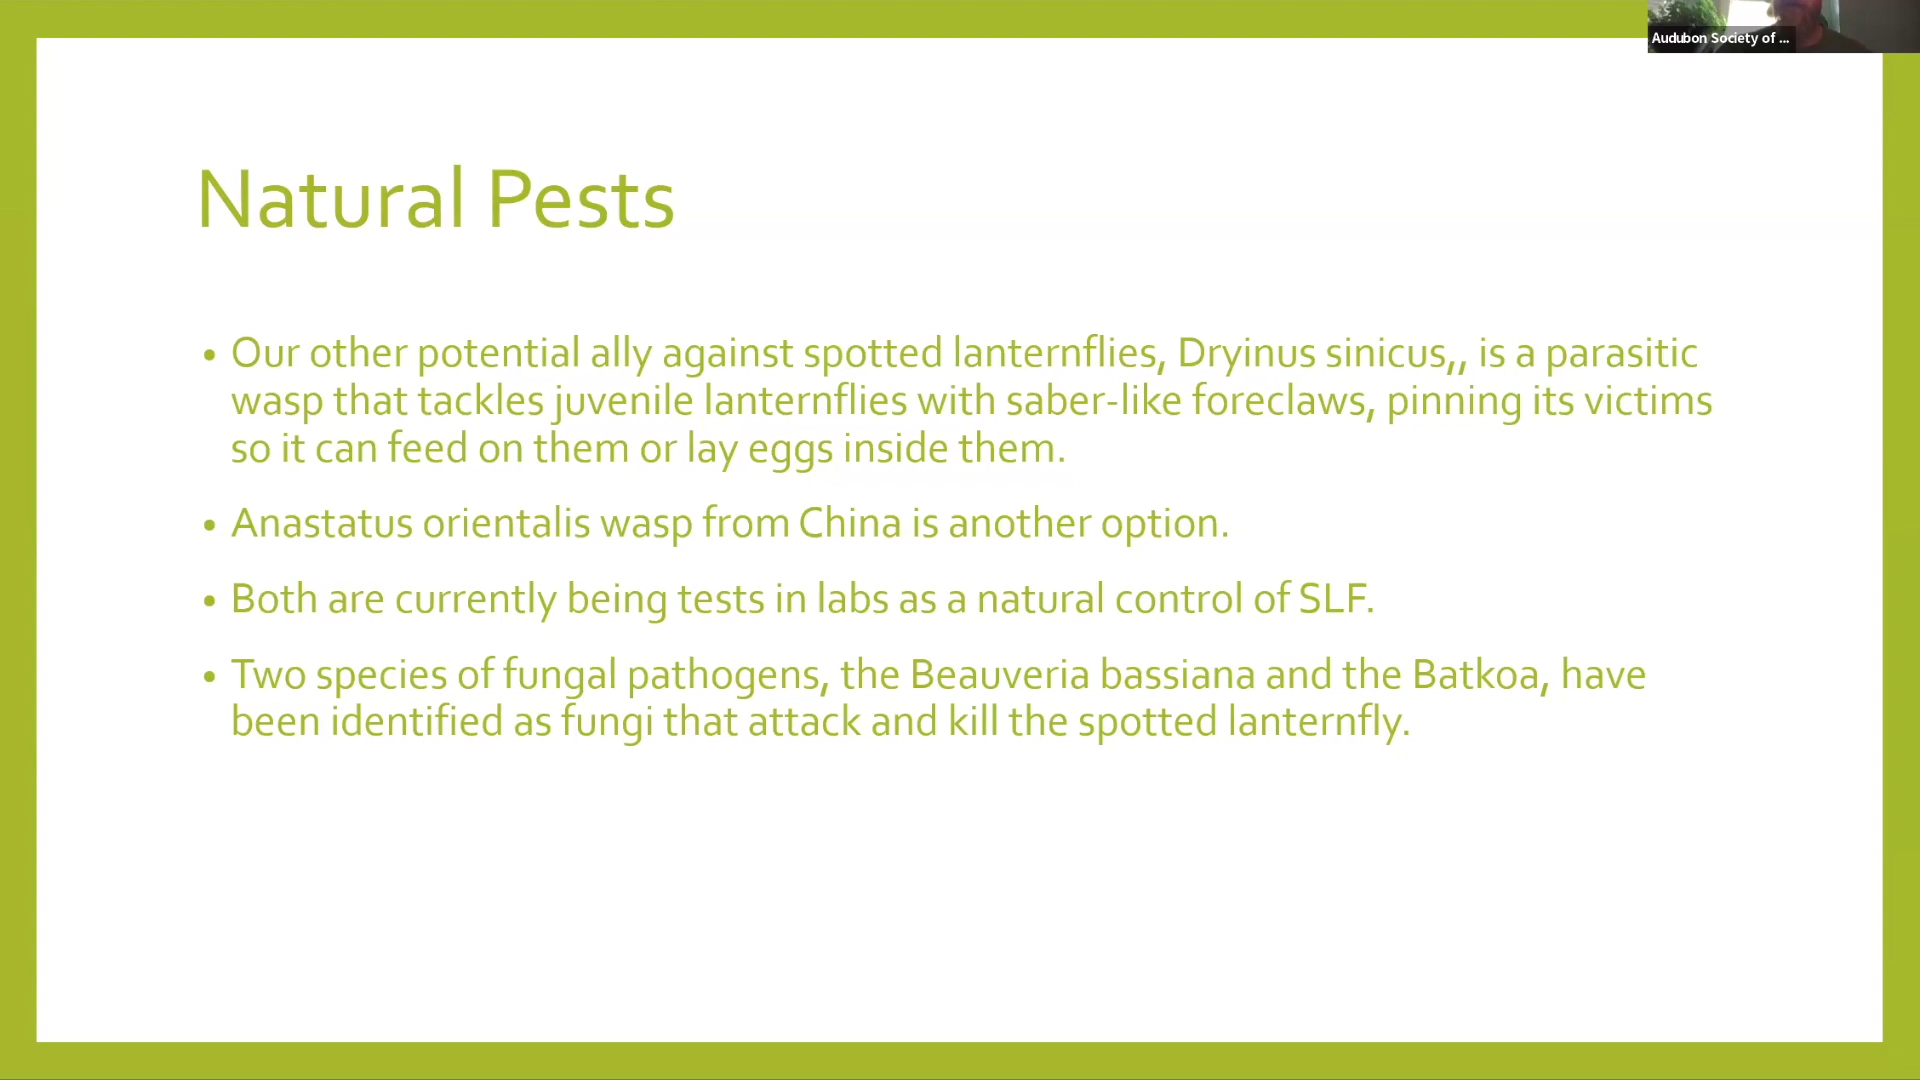 Audubon Society of ...
Natural Pests
• Our other potential ally against spotted lanternflies, Dryinus sinicus,, is a parasitic
wasp that tackles juvenile lanternflies with saber-like foreclaws, pinning its victims
so it can feed on them or lay eggs inside them.
• Anastatus orientalis wasp from China is another option.
• Both are currently being tests in labs as a natural control of SLF.
• Two species of fungal pathogens, the Beauveria bassiana and the Batkoa, have
been identified as fungi that attack and kill the spotted lanternfly.